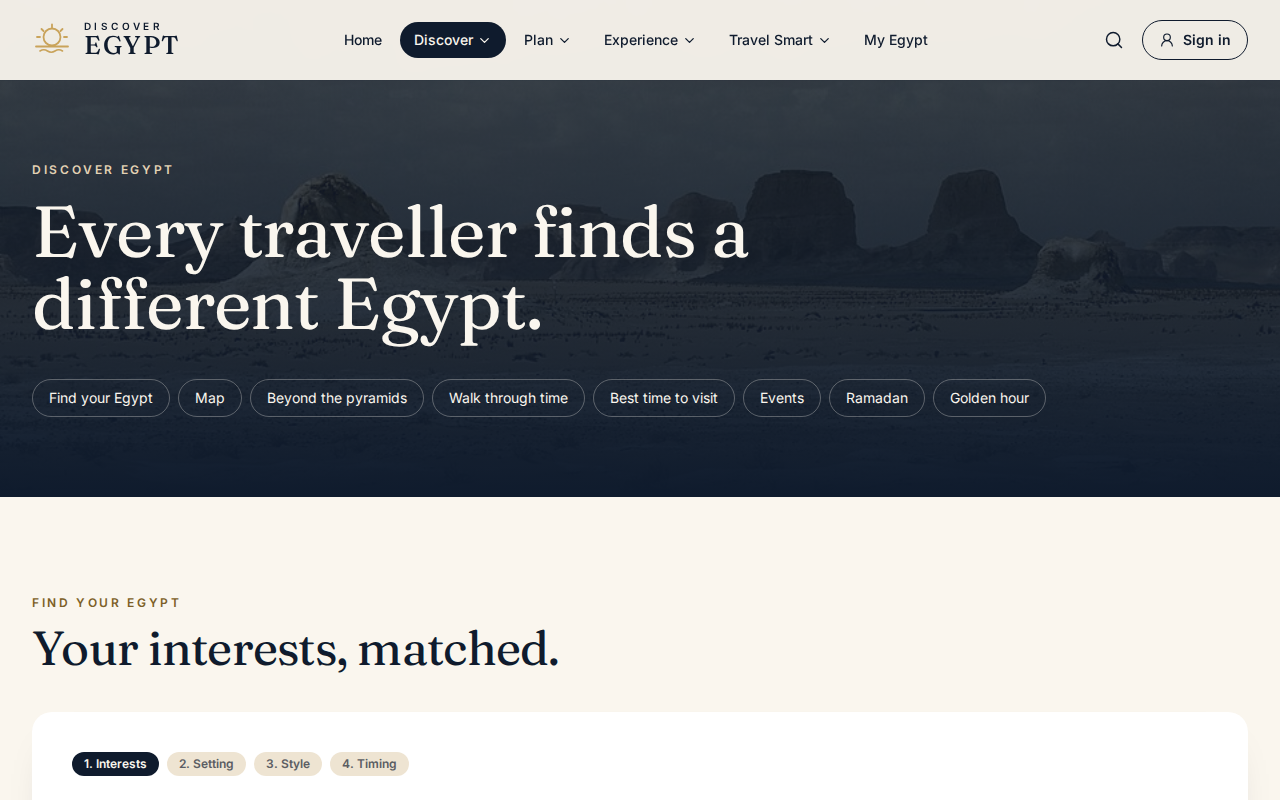 DISCOVER
EGYPT
Home
Discover
Plan
Experience
Travel Smart
My Egypt
Sign in
DISCOVER EGYPT
Every traveller finds a
different Egypt.
Find your Egypt
Map
Beyond the pyramids
Walk through time
Best time to visit
Events
Ramadan
Golden hour
FIND YOUR EGYPT
Your interests, matched.
1. Interests
2. Setting
3. Style
4. Timing